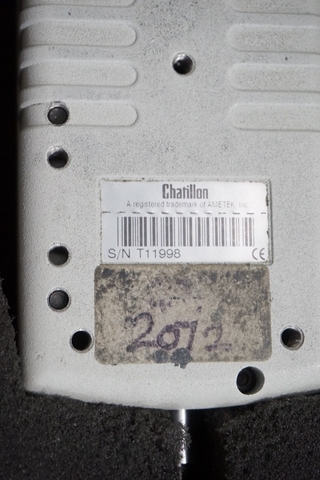 Chatillon
A registered trademark of AMETEK, Inc.
S/N T11998 CE
2012